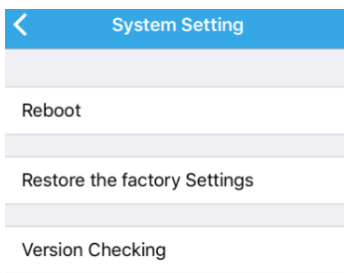 System Setting
Reboot
Restore the factory Settings
Version Checking